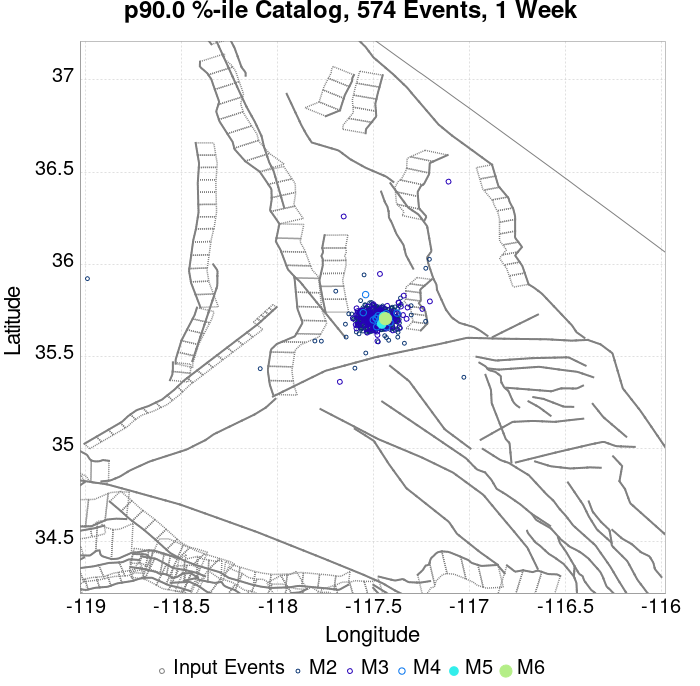 p90.0 %-ile Catalog, 574 Events, 1 Week
37
36.5
36
35.5
35
34.5
Latitude
-119
-118.5
-118
-117.5
-117
-116.5
-116
Longitude
Input Events
M2
M3
M4
M5
M6